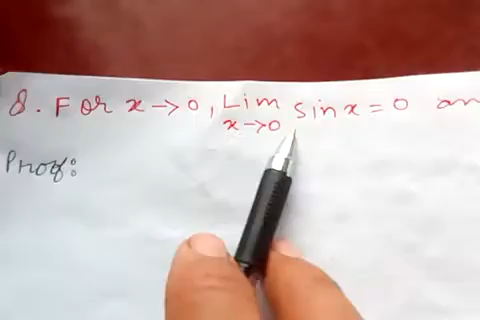 8. For x → 0, Lim sin x = 0 an
x → 0
Proof: